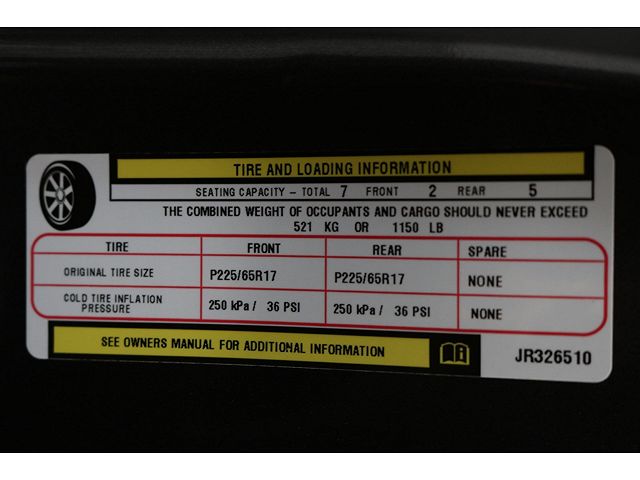 TIRE AND LOADING INFORMATION
SEATING CAPACITY – TOTAL 7 FRONT 2 REAR 5
THE COMBINED WEIGHT OF OCCUPANTS AND CARGO SHOULD NEVER EXCEED
521 KG OR 1150 LB
TIRE FRONT REAR SPARE
ORIGINAL TIRE SIZE P225/65R17 P225/65R17 NONE
COLD TIRE INFLATION
PRESSURE 250 kPa / 36 PSI 250 kPa / 36 PSI NONE
SEE OWNERS MANUAL FOR ADDITIONAL INFORMATION
JR326510